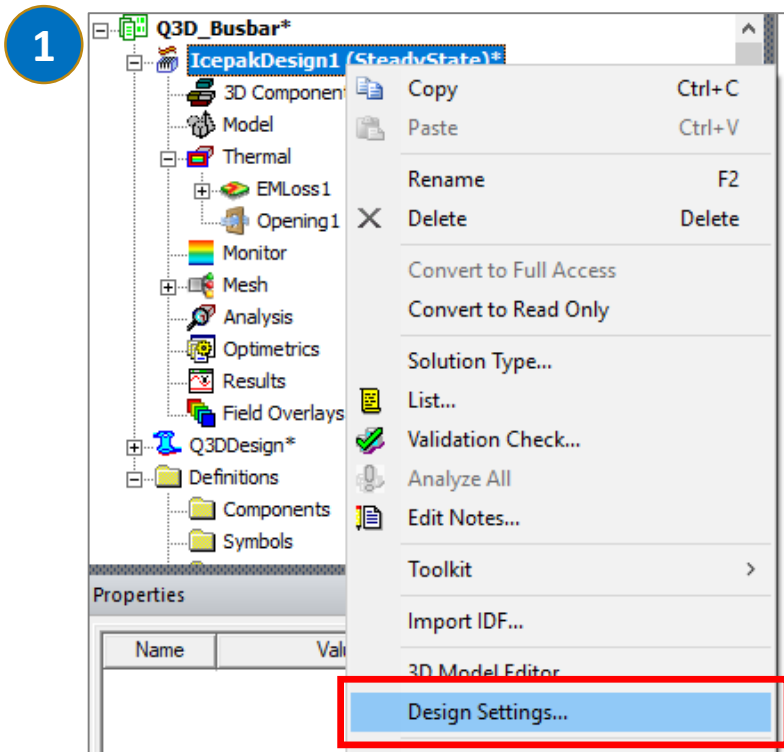 1
Q3D_Busbar*
IcepakDesign1 (SteadyState)*
3D Component
Model
Thermal
EMLoss1
Opening1
Monitor
Mesh
Analysis
Optimetrics
Results
Field Overlays
Q3DDesign*
Definitions
Components
Symbols
Properties
Name Val
Copy Ctrl+C
Paste Ctrl+V
Rename F2
Delete Delete
Convert to Full Access
Convert to Read Only
Solution Type...
List...
Validation Check...
Analyze All
Edit Notes...
Toolkit >
Import IDF...
3D Model Editor
Design Settings...